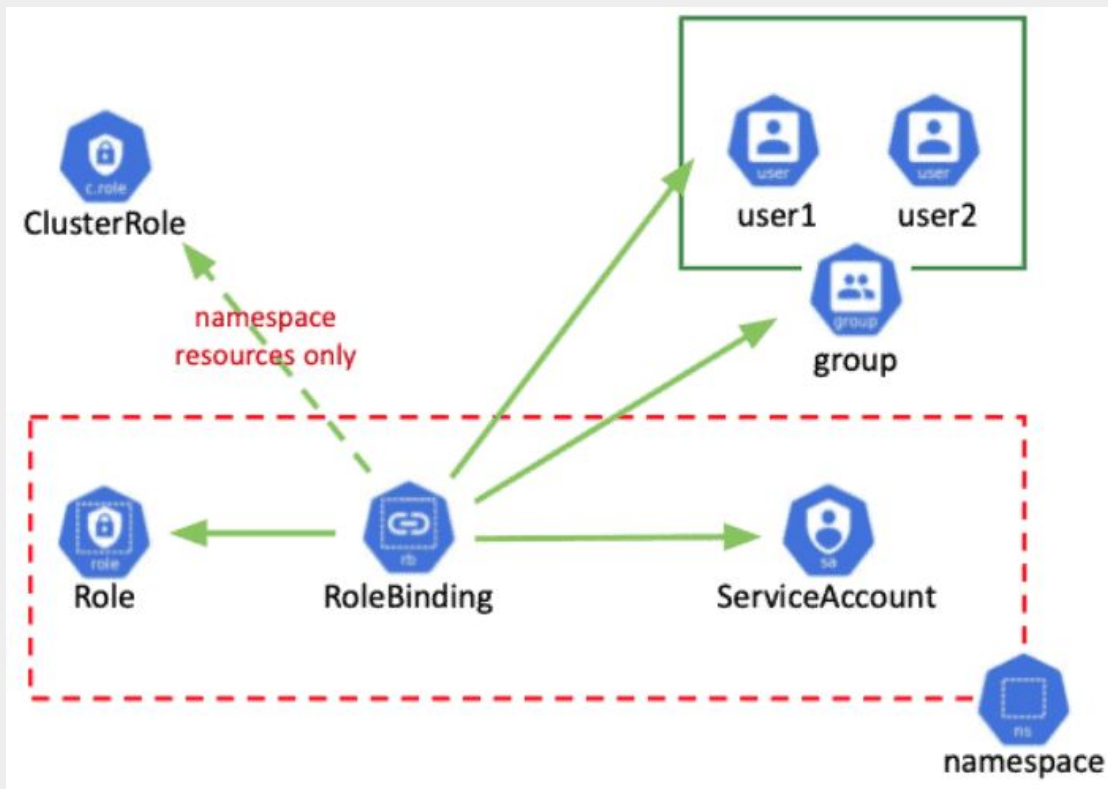 user
user
user1
user2
c.role
ClusterRole
group
group
namespace
resources only
role
Role
rb
RoleBinding
sa
ServiceAccount
ns
namespace